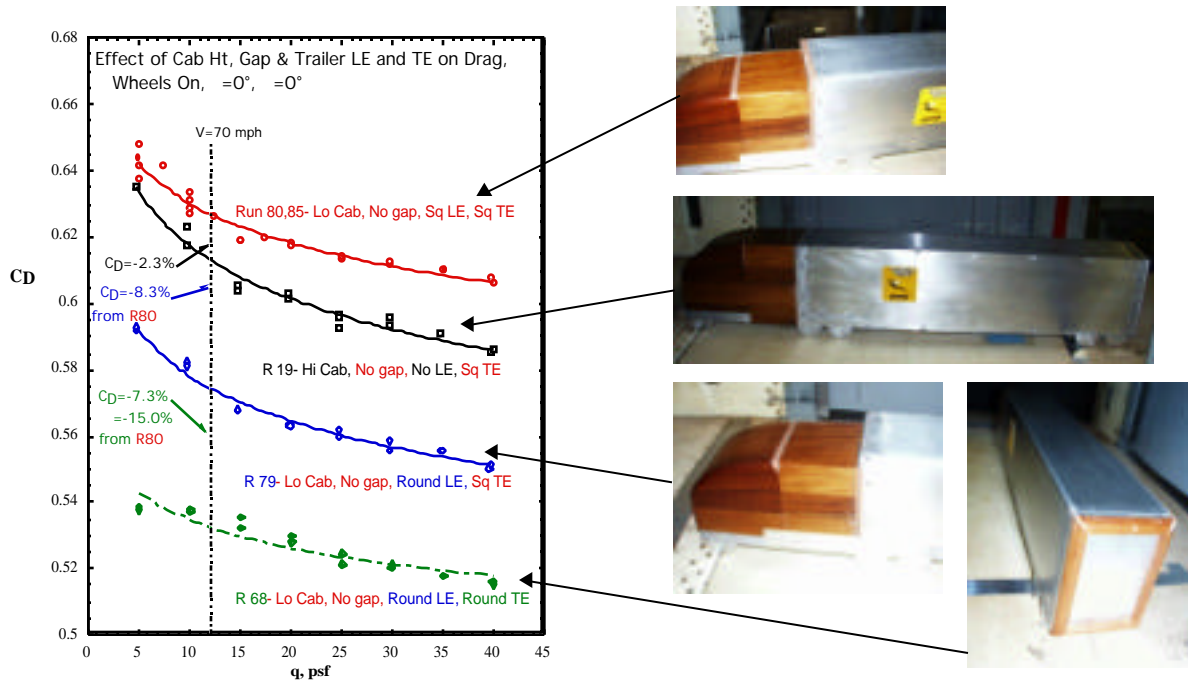 0.68
0.66
0.64
0.62
0.6
0.58
0.56
0.54
0.52
0.5
CD
Effect of Cab Ht, Gap & Trailer LE and TE on Drag,
Wheels On, =0°, =0°
V=70 mph
Run 80,85- Lo Cab, No gap, Sq LE, Sq TE
CD=-2.3%
CD=-8.3%
from R80
R 19- Hi Cab, No gap, No LE, Sq TE
CD=-7.3%
=-15.0%
from R80
R 79- Lo Cab, No gap, Round LE, Sq TE
R 68- Lo Cab, No gap, Round LE, Round TE
0 5 10 15 20 25 30 35 40 45
q, psf